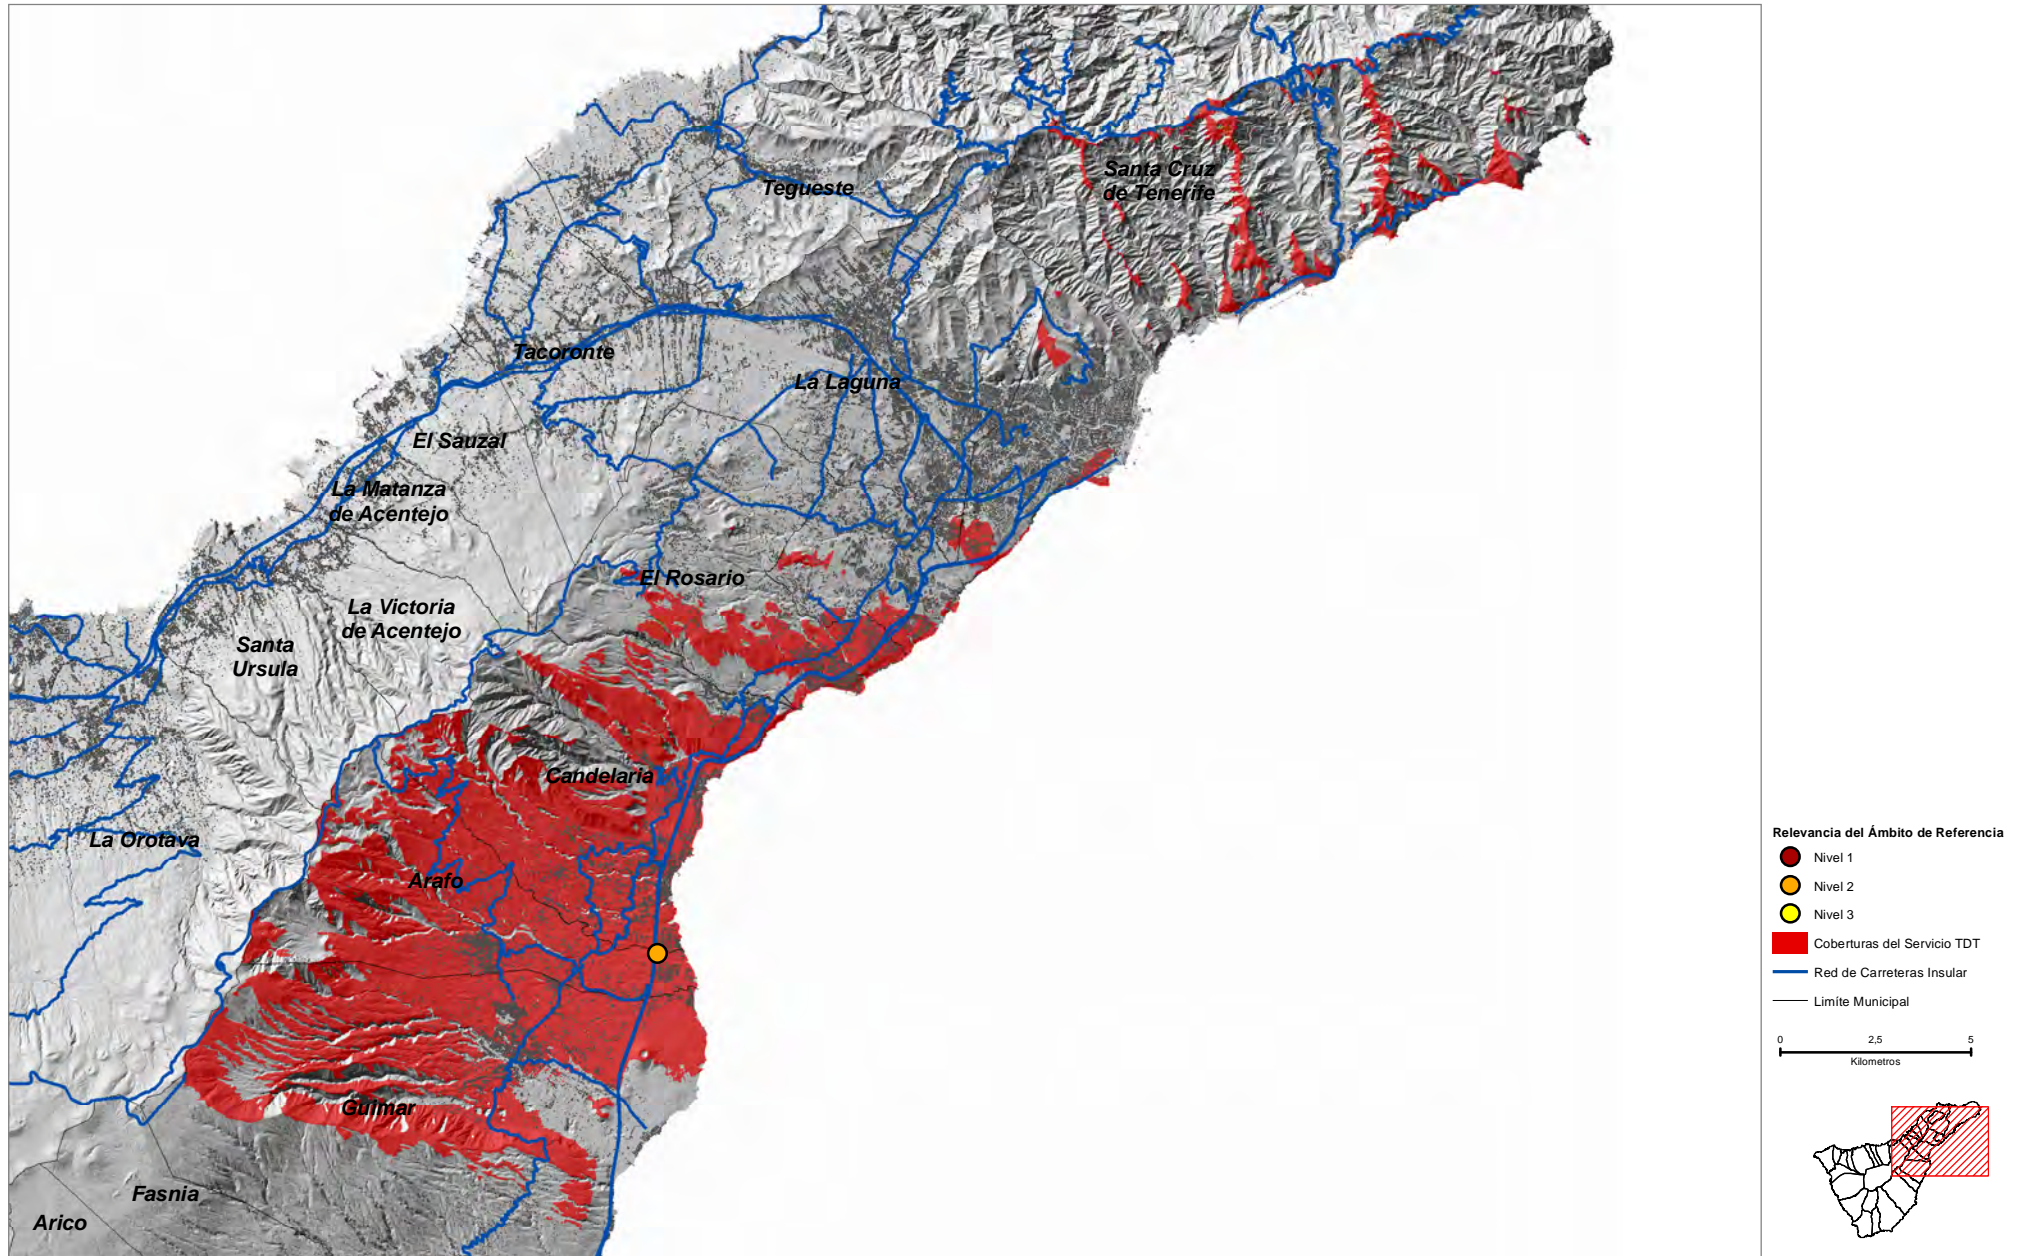 Santa Cruz
de Tenerife
Tegueste
Tacoronte
La Laguna
El Sauzal
La Matanza
de Acentejo
El Rosario
La Victoria
de Acentejo
Santa
Ursula
Candelaria
La Orotava
Arafo
Guimar
Fasnia
Arico
Relevancia del Ámbito de Referencia
Nivel 1
Nivel 2
Nivel 3
Coberturas del Servicio TDT
Red de Carreteras Insular
Limíte Municipal
0 2,5 5
Kilometros